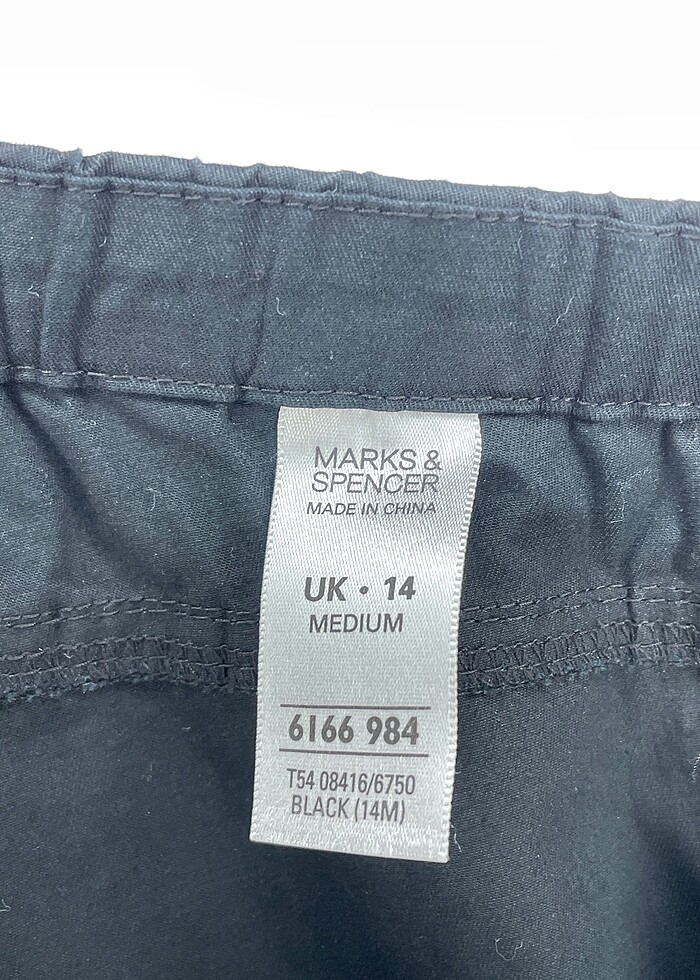 MARKS &
SPENCER
MADE IN CHINA
UK • 14
MEDIUM
6166 984
T54 08416/6750
BLACK (14M)